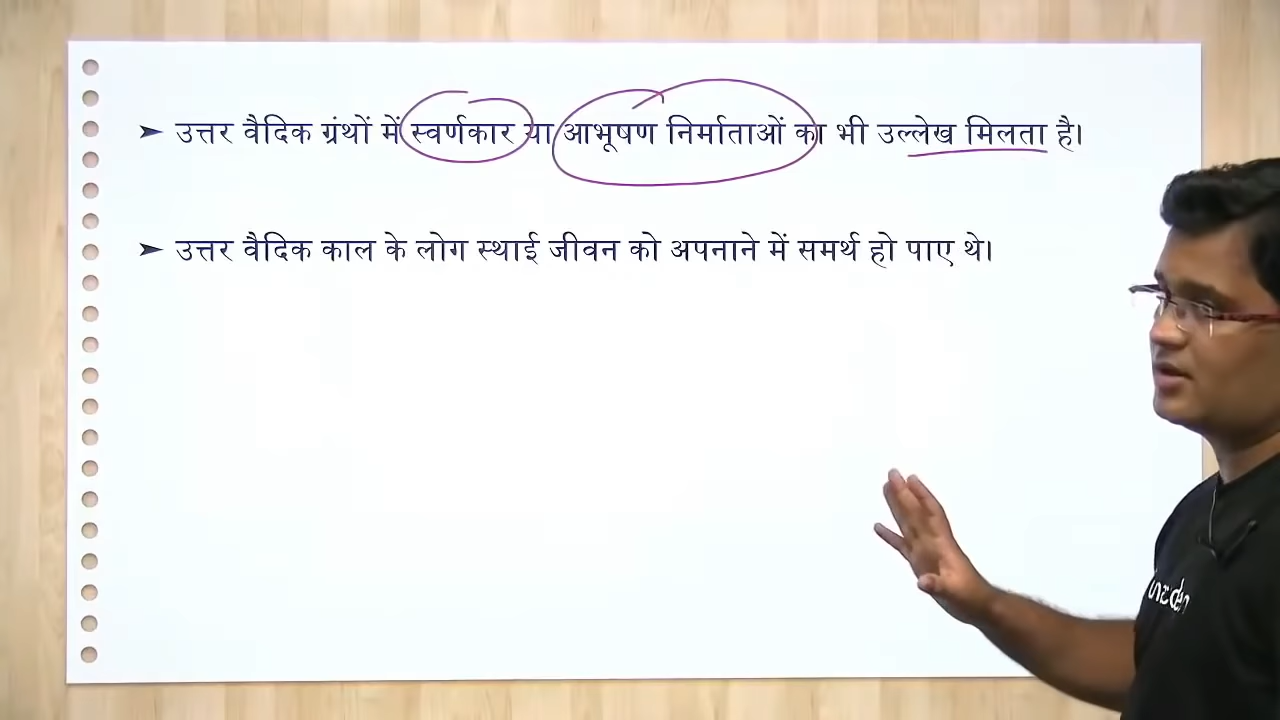 ➤ उत्तर वैदिक ग्रंथों में स्वर्णकार या आभूषण निर्माताओं का भी उल्लेख मिलता है।
➤ उत्तर वैदिक काल के लोग स्थाई जीवन को अपनाने में समर्थ हो पाए थे।